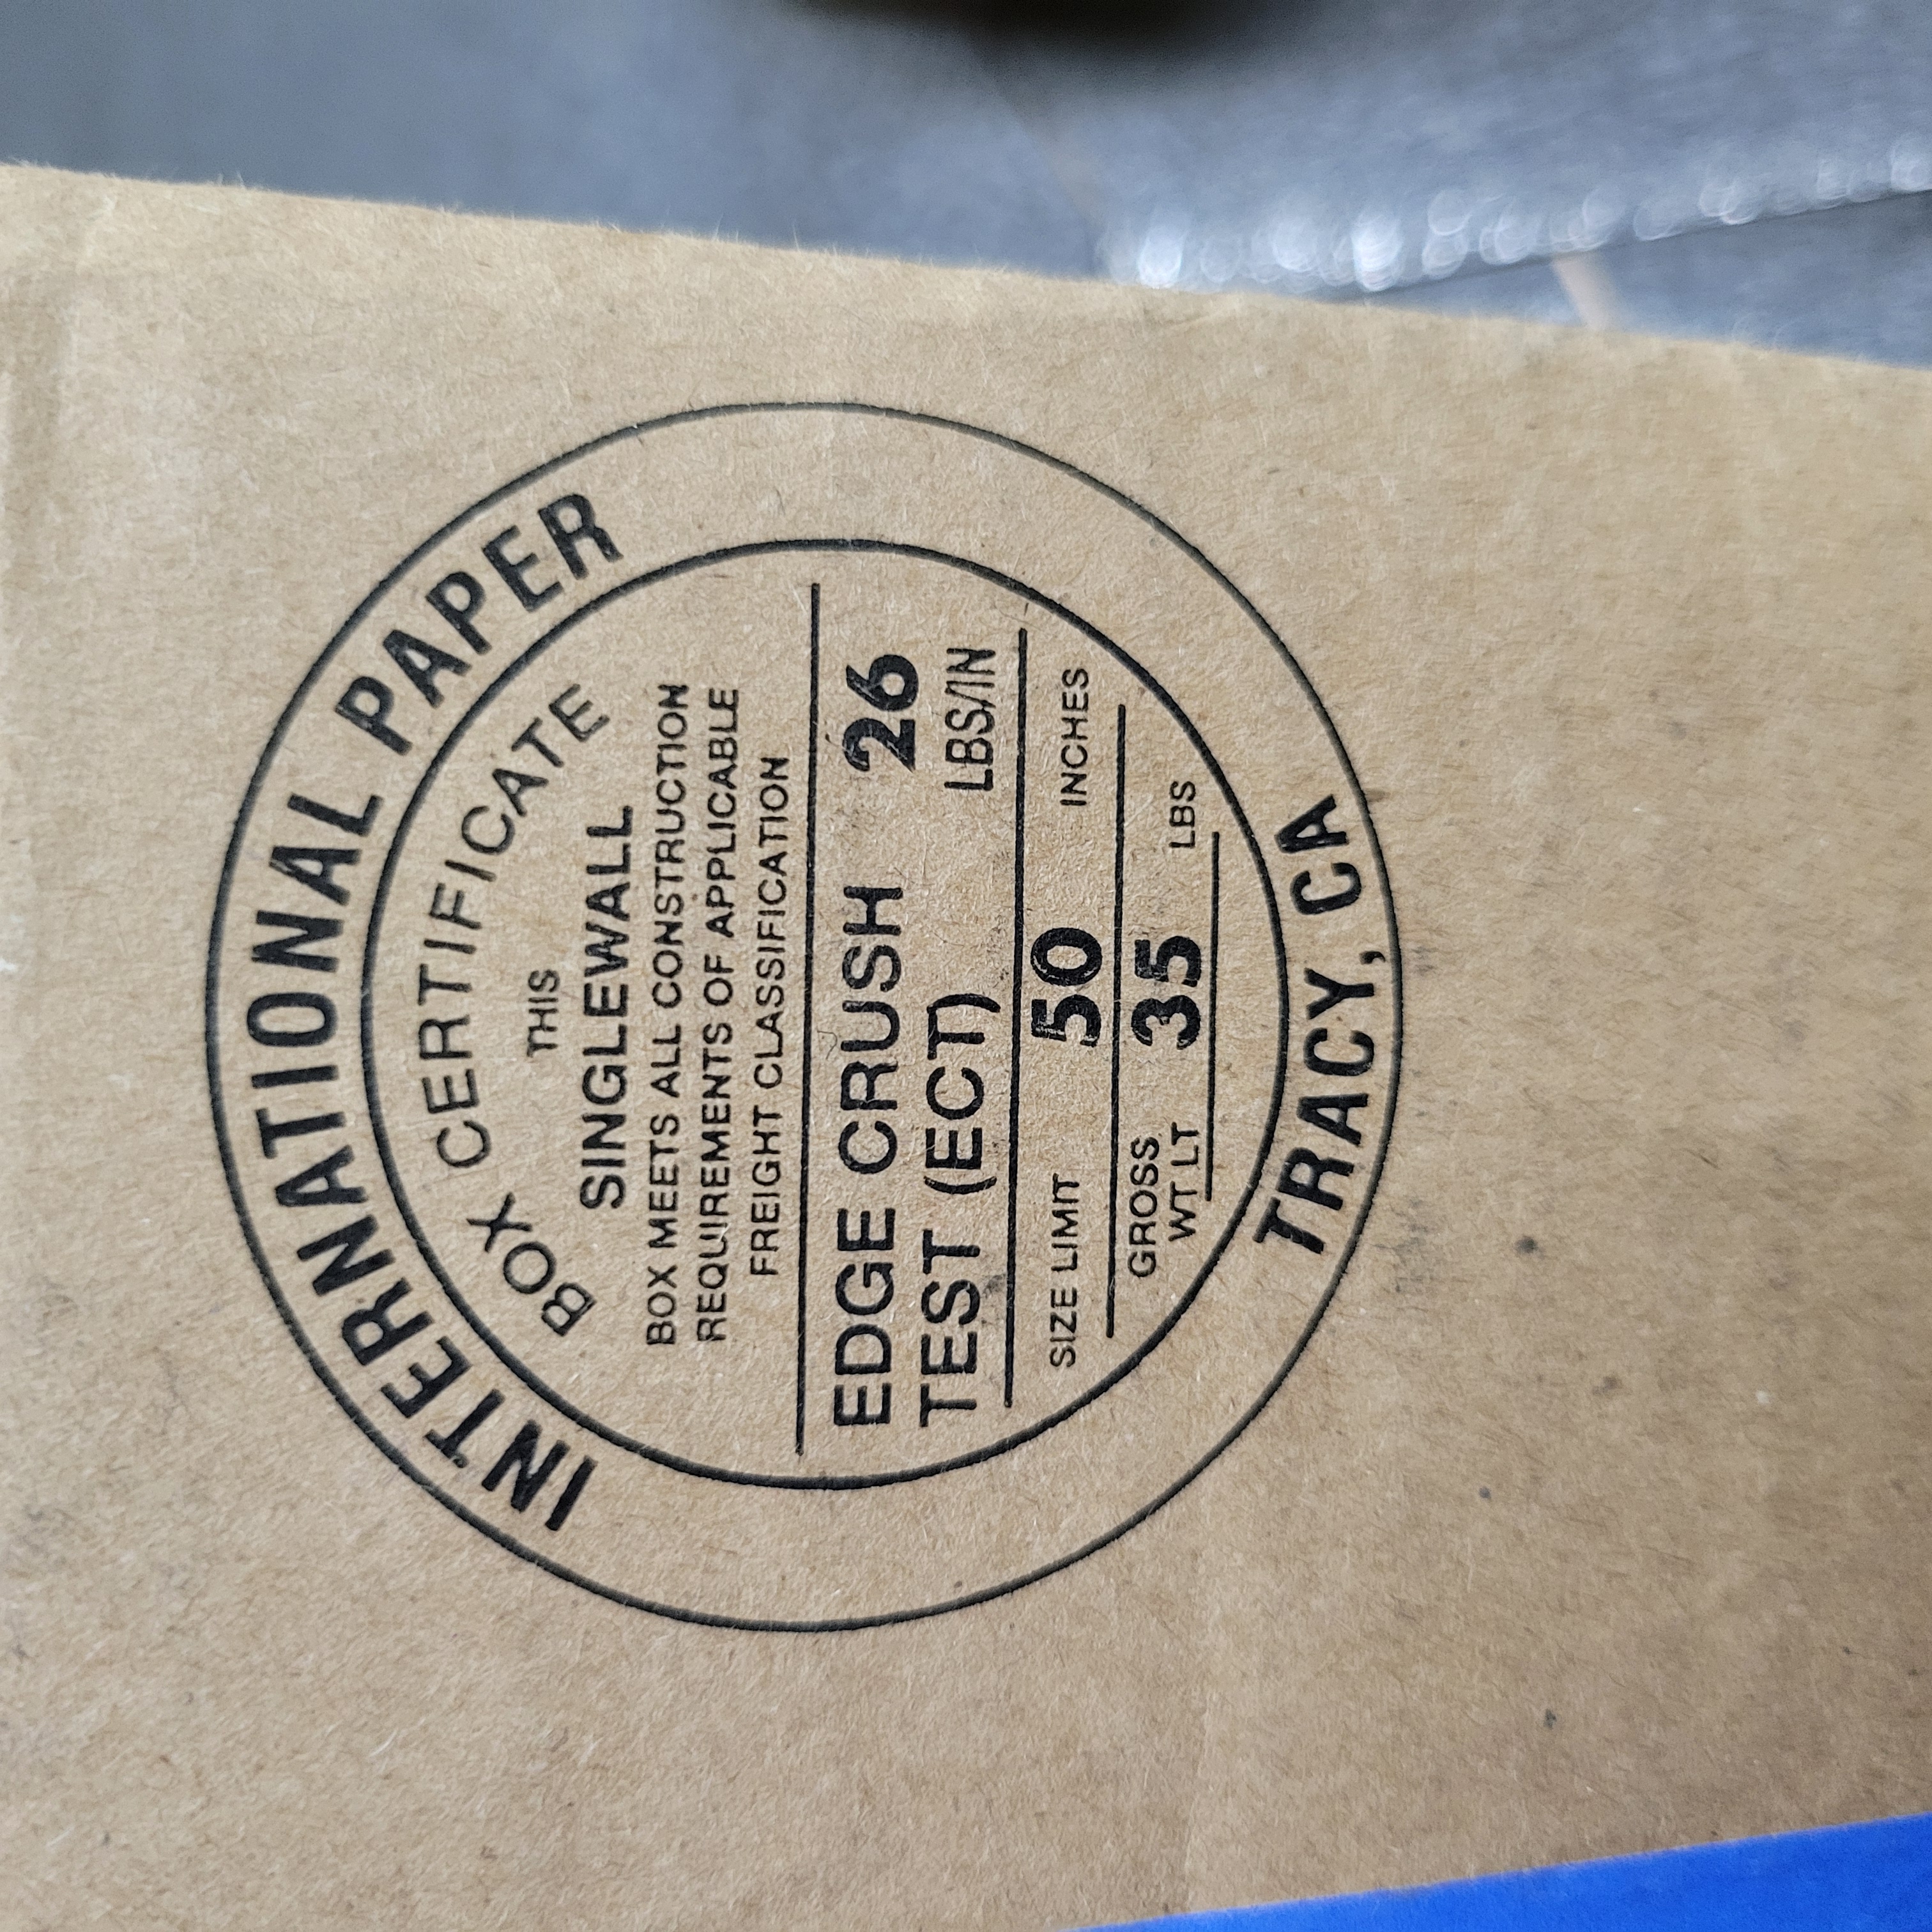 INTERNATIONAL PAPER
BOX CERTIFICATE
THIS
SINGLEWALL
BOX MEETS ALL CONSTRUCTION
REQUIREMENTS OF APPLICABLE
FREIGHT CLASSIFICATION
EDGE CRUSH 26
TEST (ECT) LBS/IN
SIZE LIMIT 50 INCHES
GROSS
WT LT 35 LBS
TRACY, CA